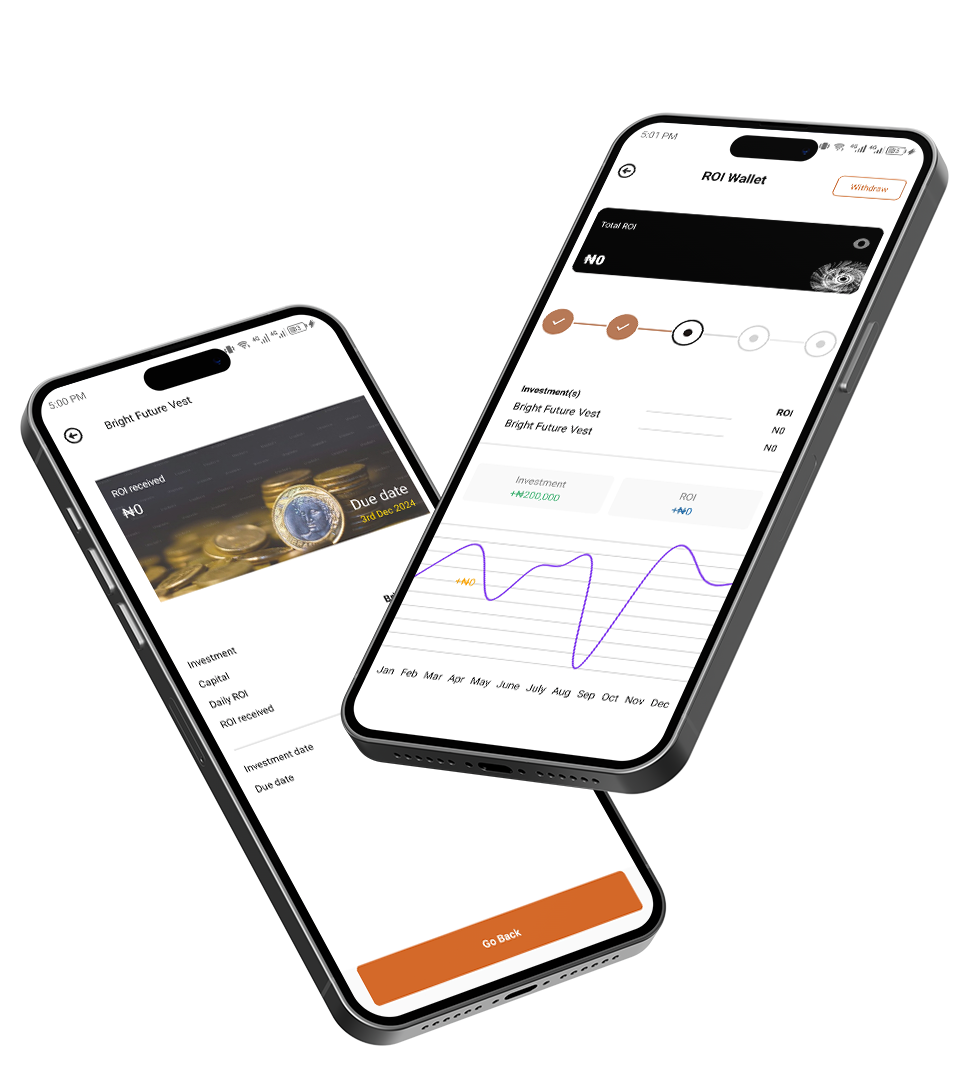 5:00 PM
Bright Future Vest
ROI received
₦0
Due date
3rd Dec 2024
Investment
Capital
Daily ROI
ROI received
Investment date
Due date
Go Back
5:01 PM
ROI Wallet
Withdraw
Total ROI
₦0
Investment(s) ROI
Bright Future Vest N0
Bright Future Vest N0
Investment
+₦200,000
ROI
+₦0
+₦0
Jan Feb Mar Apr May June July Aug Sep Oct Nov Dec